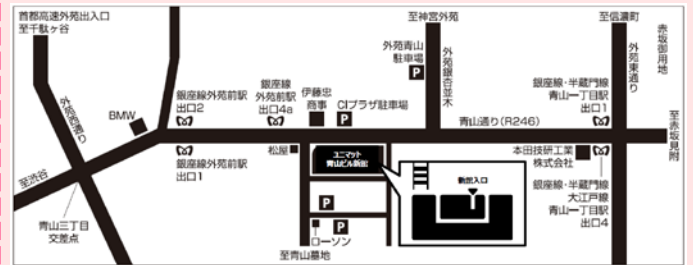 首都高速外苑出入口
至千駄ヶ谷
至神宮外苑
至信濃町
赤坂御用地
外苑東通り
外苑青山
駐車場
P
外苑銀杏並木
銀座線・半蔵門線
青山一丁目駅
出口1
外苑西通り
銀座線外苑前駅
出口2
銀座線
外苑前駅
出口4a
伊藤忠
商事
CIプラザ駐車場
P
BMW
青山通り(R246)
至赤坂見附
至渋谷
銀座線外苑前駅
出口1
松屋
ユニマット
青山ビル新館
新館入口
本田技研工業
株式会社
銀座線・半蔵門線
大江戸線
青山一丁目駅
出口4
青山三丁目
交差点
P
P
ローソン
至青山墓地